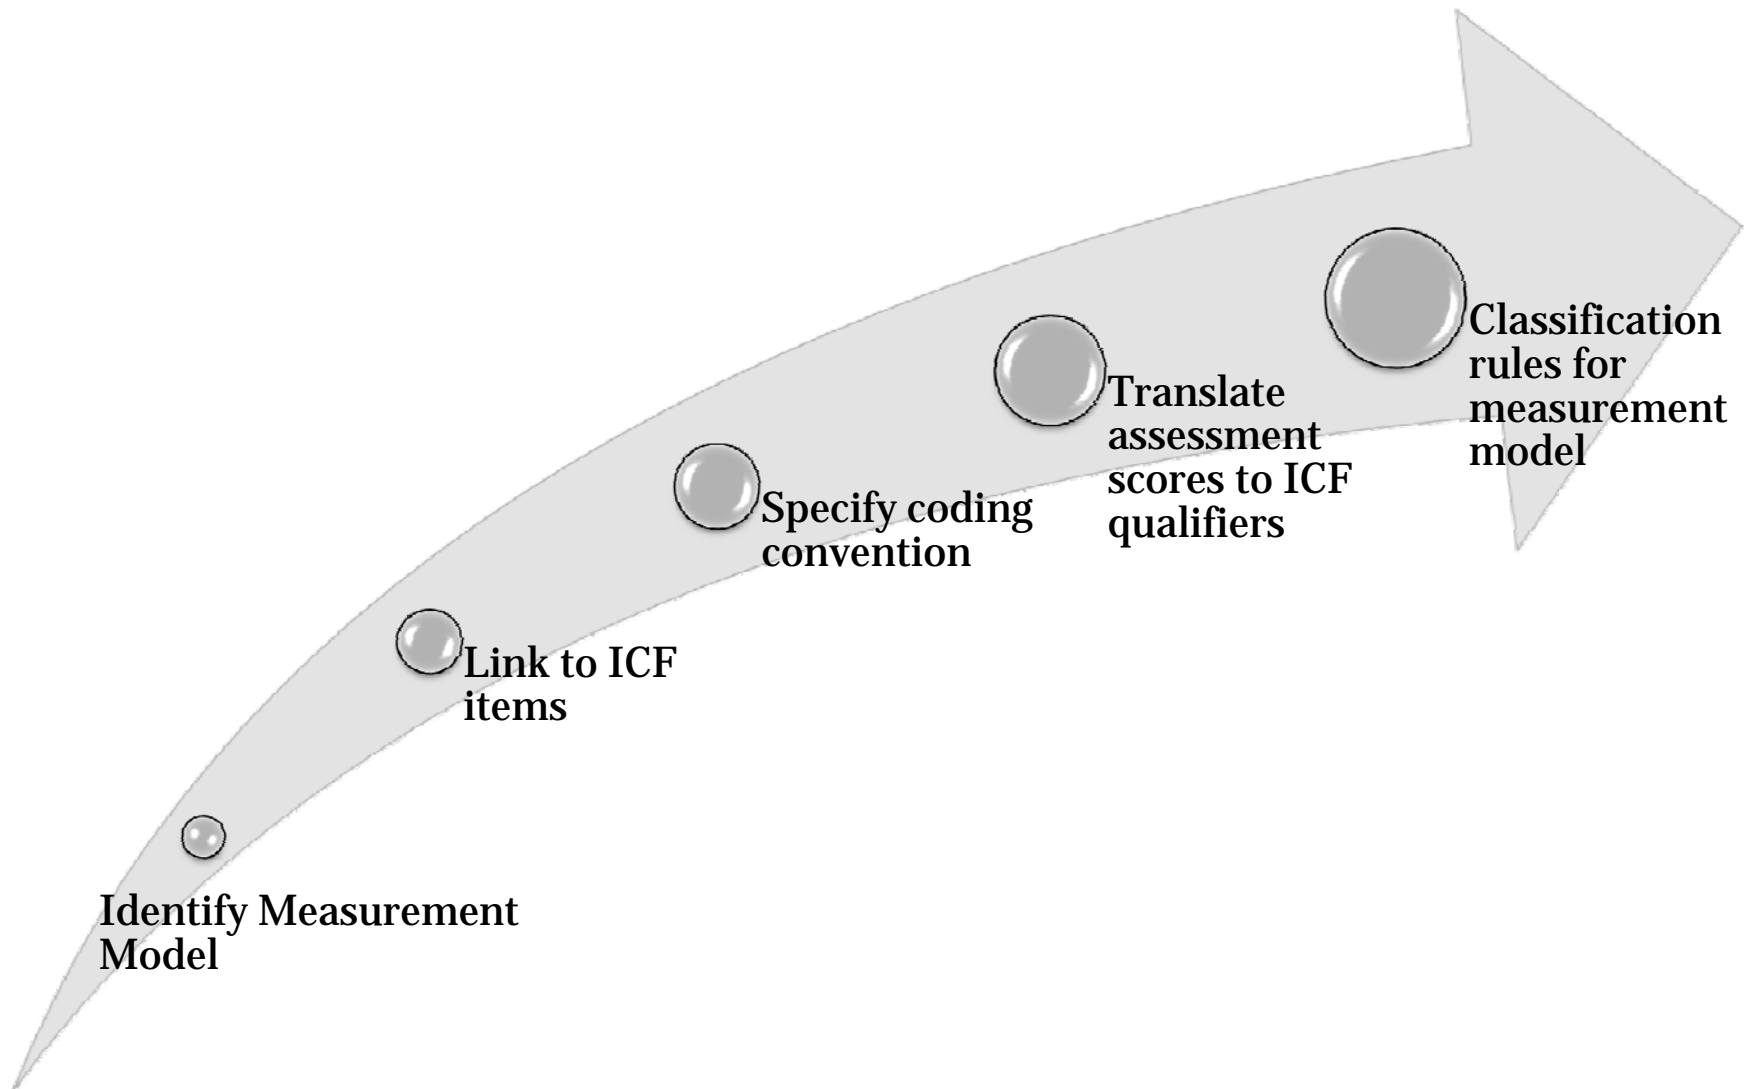 Identify Measurement
Model
Link to ICF
items
Specify coding
convention
Translate
assessment
scores to ICF
qualifiers
Classification
rules for
measurement
model